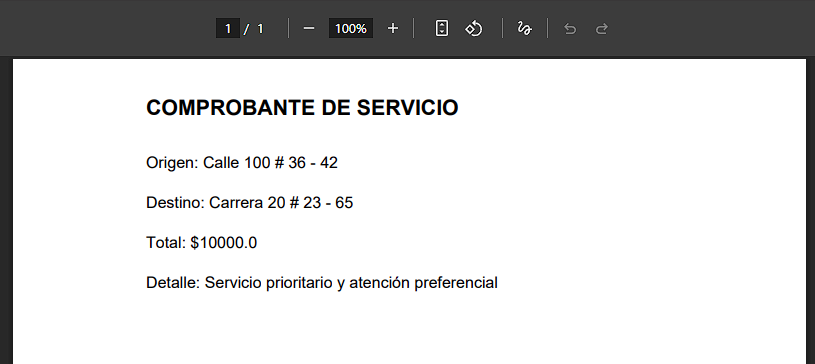 1 / 1 100%
COMPROBANTE DE SERVICIO
Origen: Calle 100 # 36 - 42
Destino: Carrera 20 # 23 - 65
Total: $10000.0
Detalle: Servicio prioritario y atención preferencial